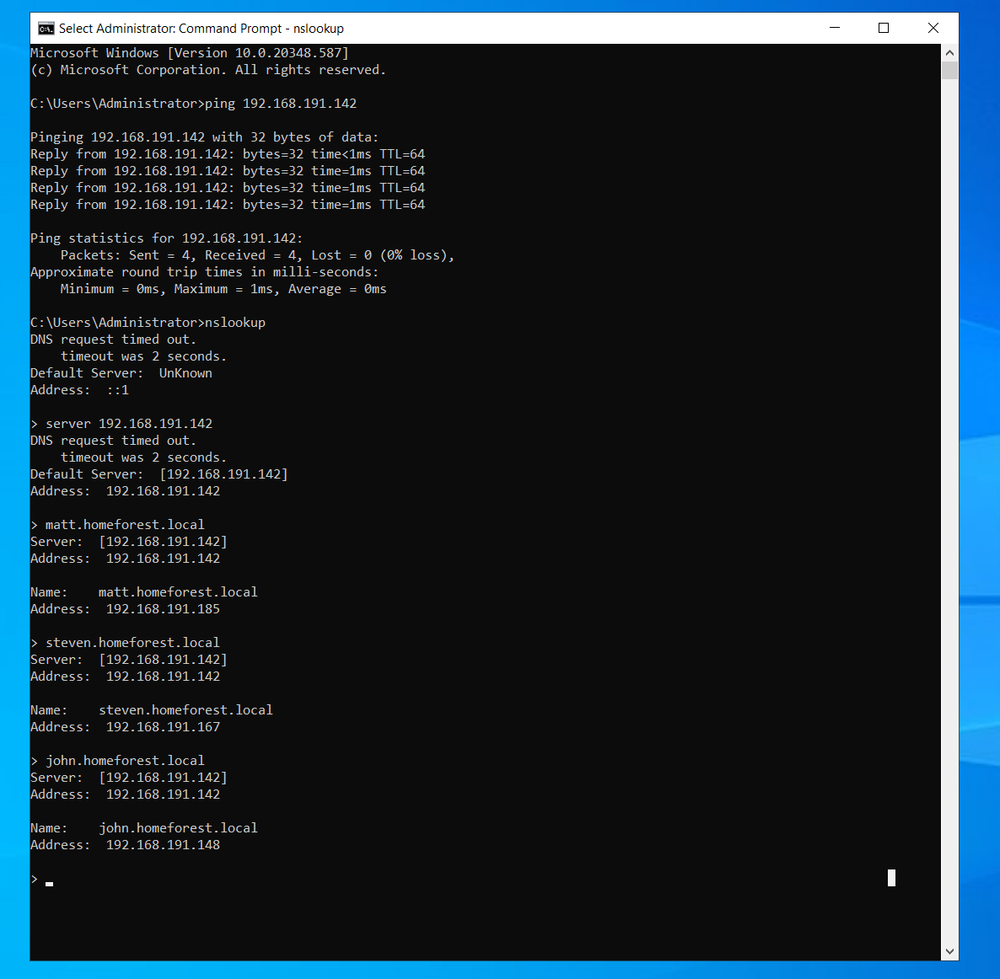 Select Administrator: Command Prompt - nslookup
Microsoft Windows [Version 10.0.20348.587]
(c) Microsoft Corporation. All rights reserved.
C:\Users\Administrator>ping 192.168.191.142
Pinging 192.168.191.142 with 32 bytes of data:
Reply from 192.168.191.142: bytes=32 time<1ms TTL=64
Reply from 192.168.191.142: bytes=32 time=1ms TTL=64
Reply from 192.168.191.142: bytes=32 time=1ms TTL=64
Reply from 192.168.191.142: bytes=32 time=1ms TTL=64
Ping statistics for 192.168.191.142:
    Packets: Sent = 4, Received = 4, Lost = 0 (0% loss),
Approximate round trip times in milli-seconds:
    Minimum = 0ms, Maximum = 1ms, Average = 0ms
C:\Users\Administrator>nslookup
DNS request timed out.
    timeout was 2 seconds.
Default Server:  UnKnown
Address:  ::1
> server 192.168.191.142
DNS request timed out.
    timeout was 2 seconds.
Default Server:  [192.168.191.142]
Address:  192.168.191.142
> matt.homeforest.local
Server:  [192.168.191.142]
Address:  192.168.191.142
Name:    matt.homeforest.local
Address:  192.168.191.185
> steven.homeforest.local
Server:  [192.168.191.142]
Address:  192.168.191.142
Name:    steven.homeforest.local
Address:  192.168.191.167
> john.homeforest.local
Server:  [192.168.191.142]
Address:  192.168.191.142
Name:    john.homeforest.local
Address:  192.168.191.148
>